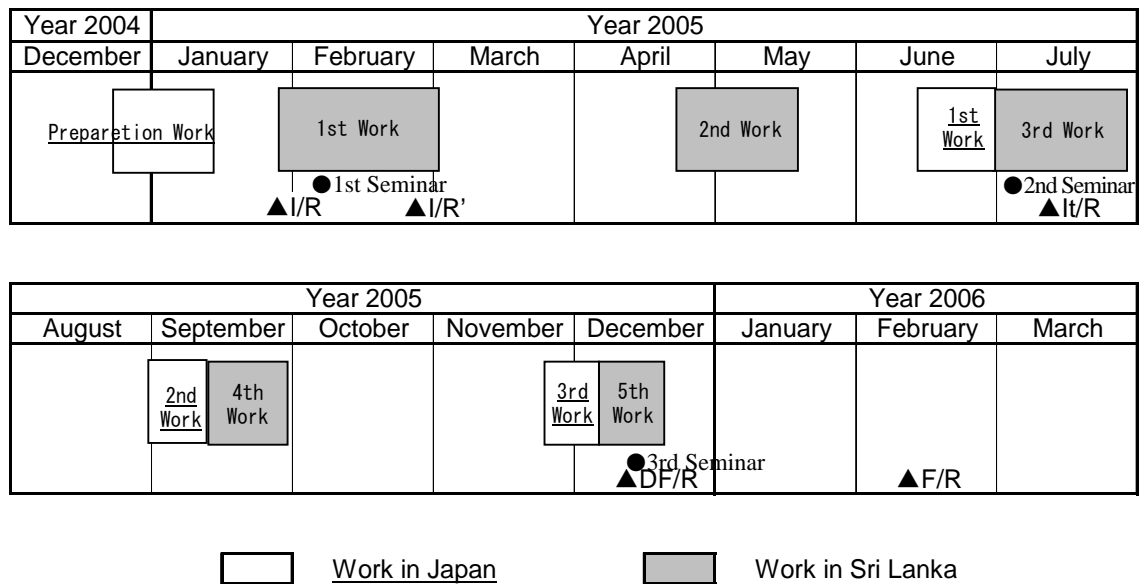 Year 2004 Year 2005
December January February March April May June July
Preparetion Work 1st Work 2nd Work 1st Work 3rd Work
●1st Seminar ●2nd Seminar
▲I/R ▲I/R' ▲It/R
Year 2005 Year 2006
August September October November December January February March
2nd Work 4th Work 3rd Work 5th Work
●3rd Seminar
▲DF/R ▲F/R
Work in Japan Work in Sri Lanka